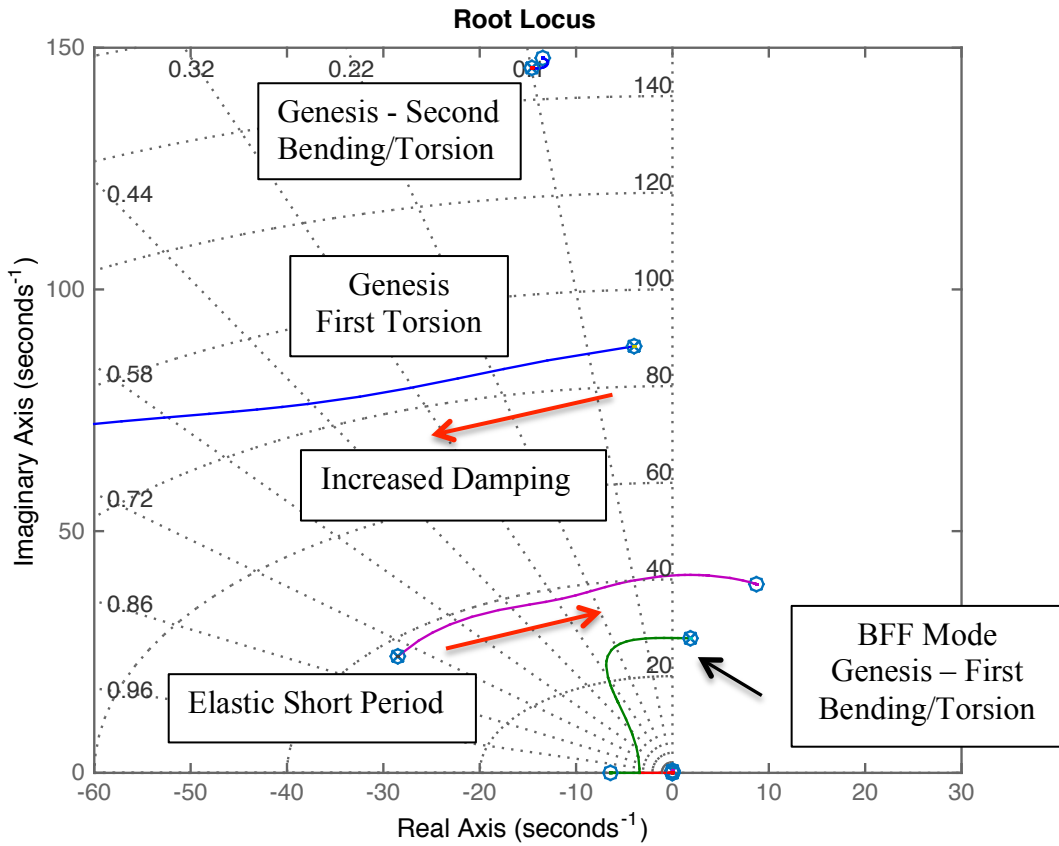 Root Locus
150
0.32
0.22
140
Genesis - Second
Bending/Torsion
120
0.44
100
Genesis
First Torsion
100
Imaginary Axis (seconds⁻¹)
0.58
80
Increased Damping
60
0.72
50
40
0.86
BFF Mode
Genesis – First
Bending/Torsion
20
0.96
Elastic Short Period
0
-60
-50
-40
-30
-20
-10
0
10
20
30
Real Axis (seconds⁻¹)